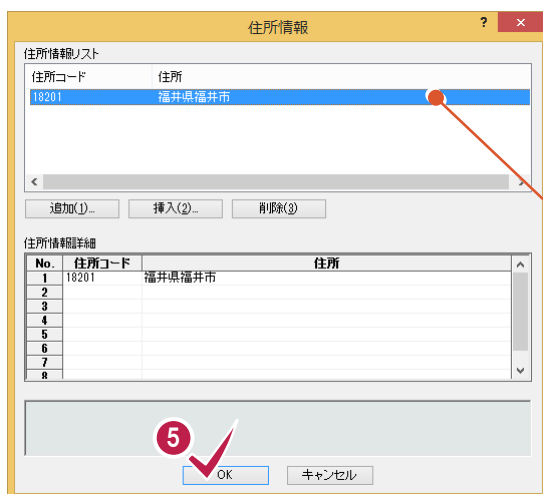 住所情報
? ×
住所情報リスト
住所コード 住所
18201 福井県福井市
追加(1)... 挿入(2)... 削除(3)
住所情報詳細
No. 住所コード 住所
1 18201 福井県福井市
2
3
4
5
6
7
8
5
OK キャンセル